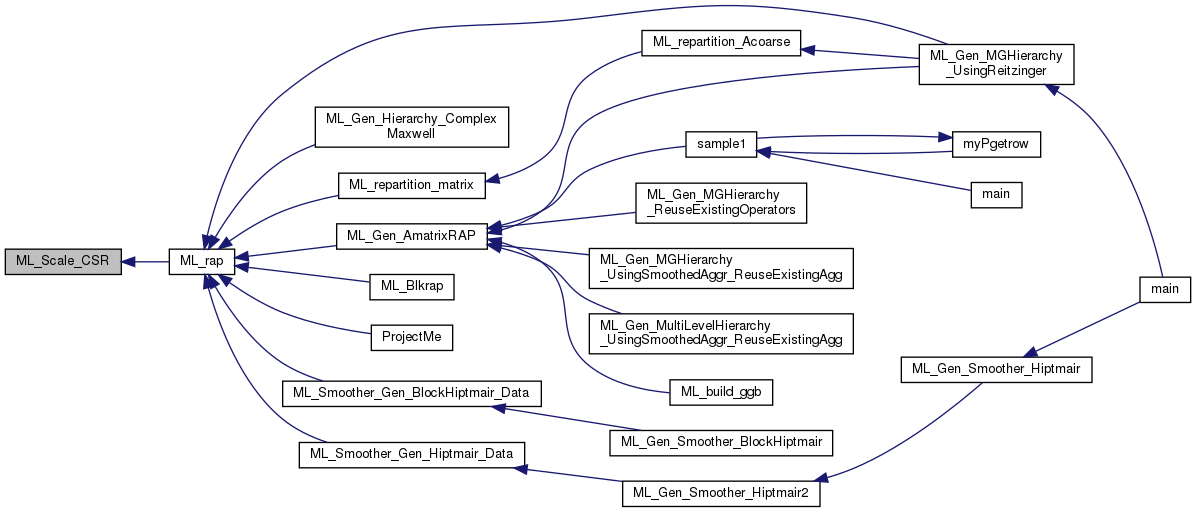 ML_Scale_CSR
ML_rap
ML_Gen_Hierarchy_Complex
Maxwell
ML_repartition_matrix
ML_Gen_AmatrixRAP
ML_Blkrap
ProjectMe
ML_Smoother_Gen_BlockHiptmair_Data
ML_Smoother_Gen_Hiptmair_Data
ML_repartition_Acoarse
sample1
ML_Gen_MGHierarchy
_ReuseExistingOperators
ML_Gen_MGHierarchy
_UsingSmoothedAggr_ReuseExistingAgg
ML_Gen_MultiLevelHierarchy
_UsingSmoothedAggr_ReuseExistingAgg
ML_build_ggb
ML_Gen_Smoother_BlockHiptmair
ML_Gen_Smoother_Hiptmair2
ML_Gen_MGHierarchy
_UsingReitzinger
myPgetrow
main
ML_Gen_Smoother_Hiptmair
main